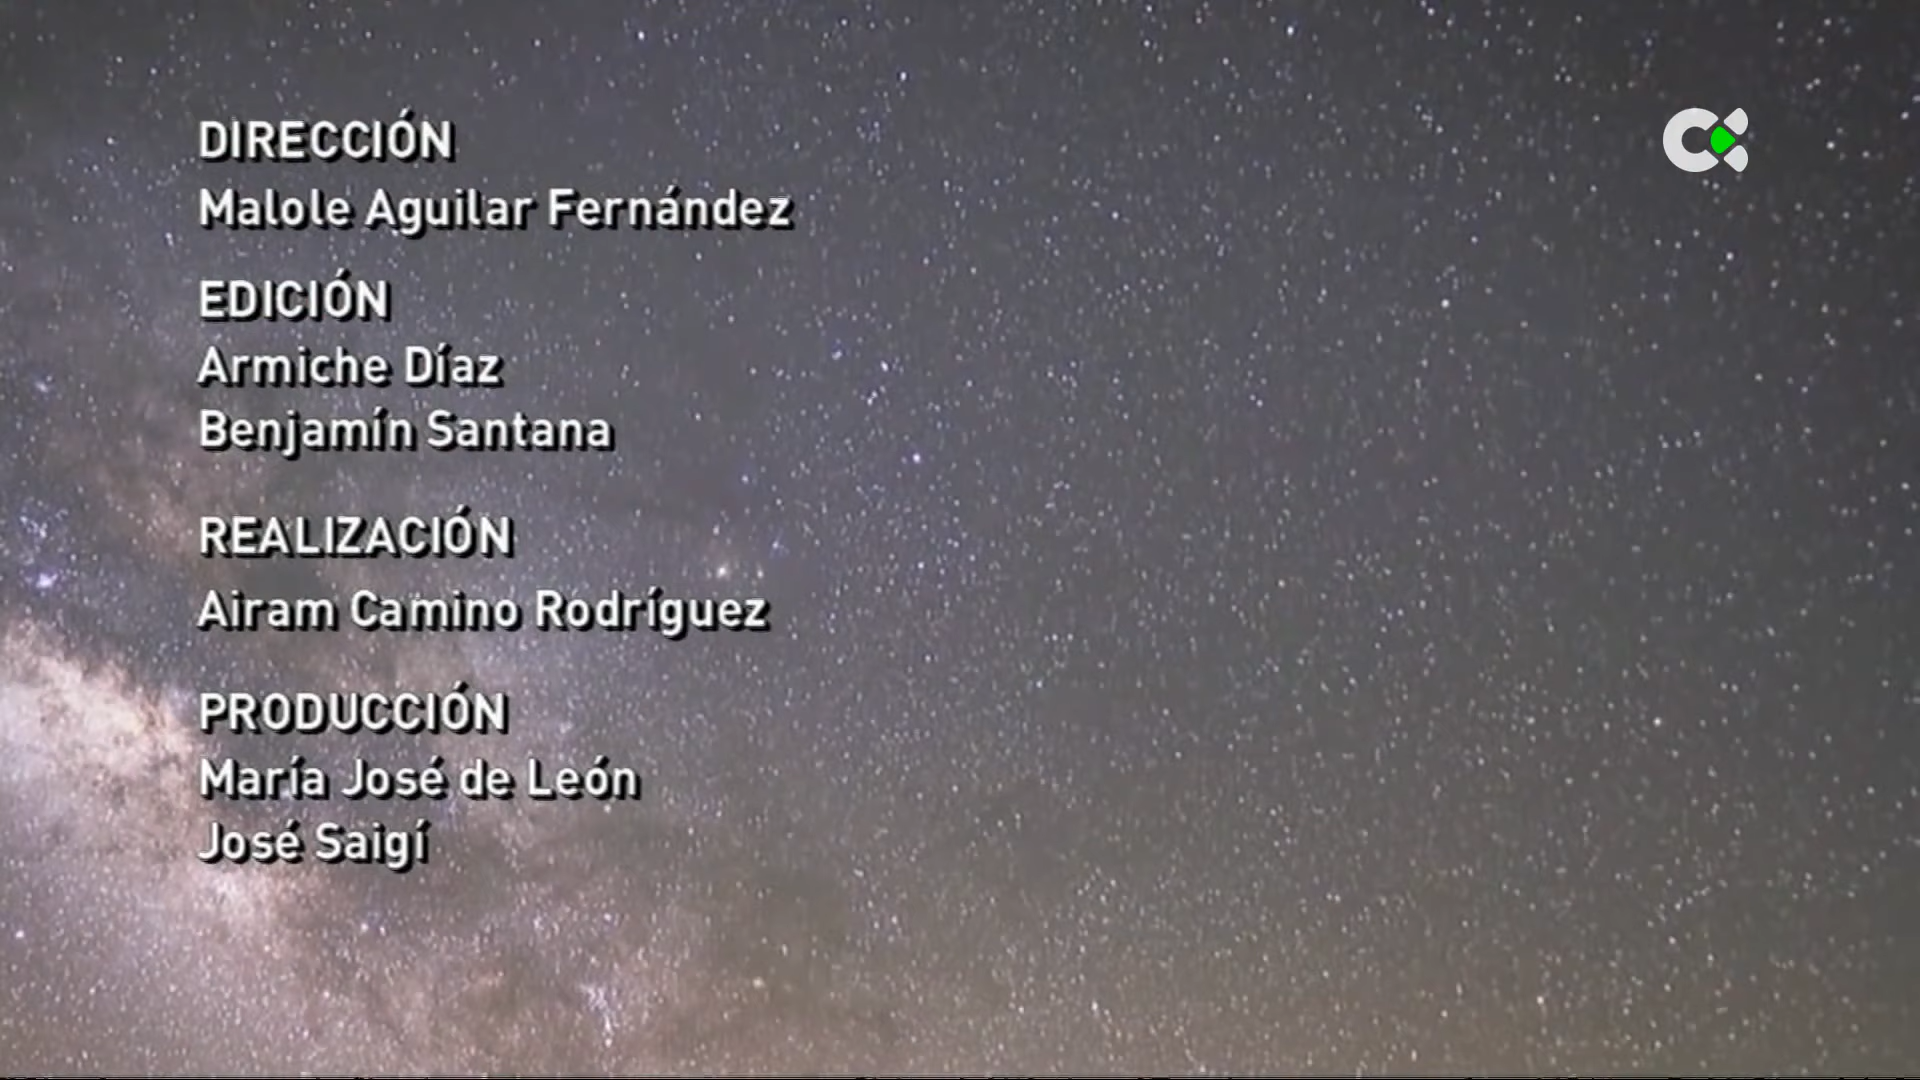 DIRECCIÓN
Malole Aguilar Fernández
EDICIÓN
Armiche Díaz
Benjamín Santana
REALIZACIÓN
Airam Camino Rodríguez
PRODUCCIÓN
María José de León
José Saigí